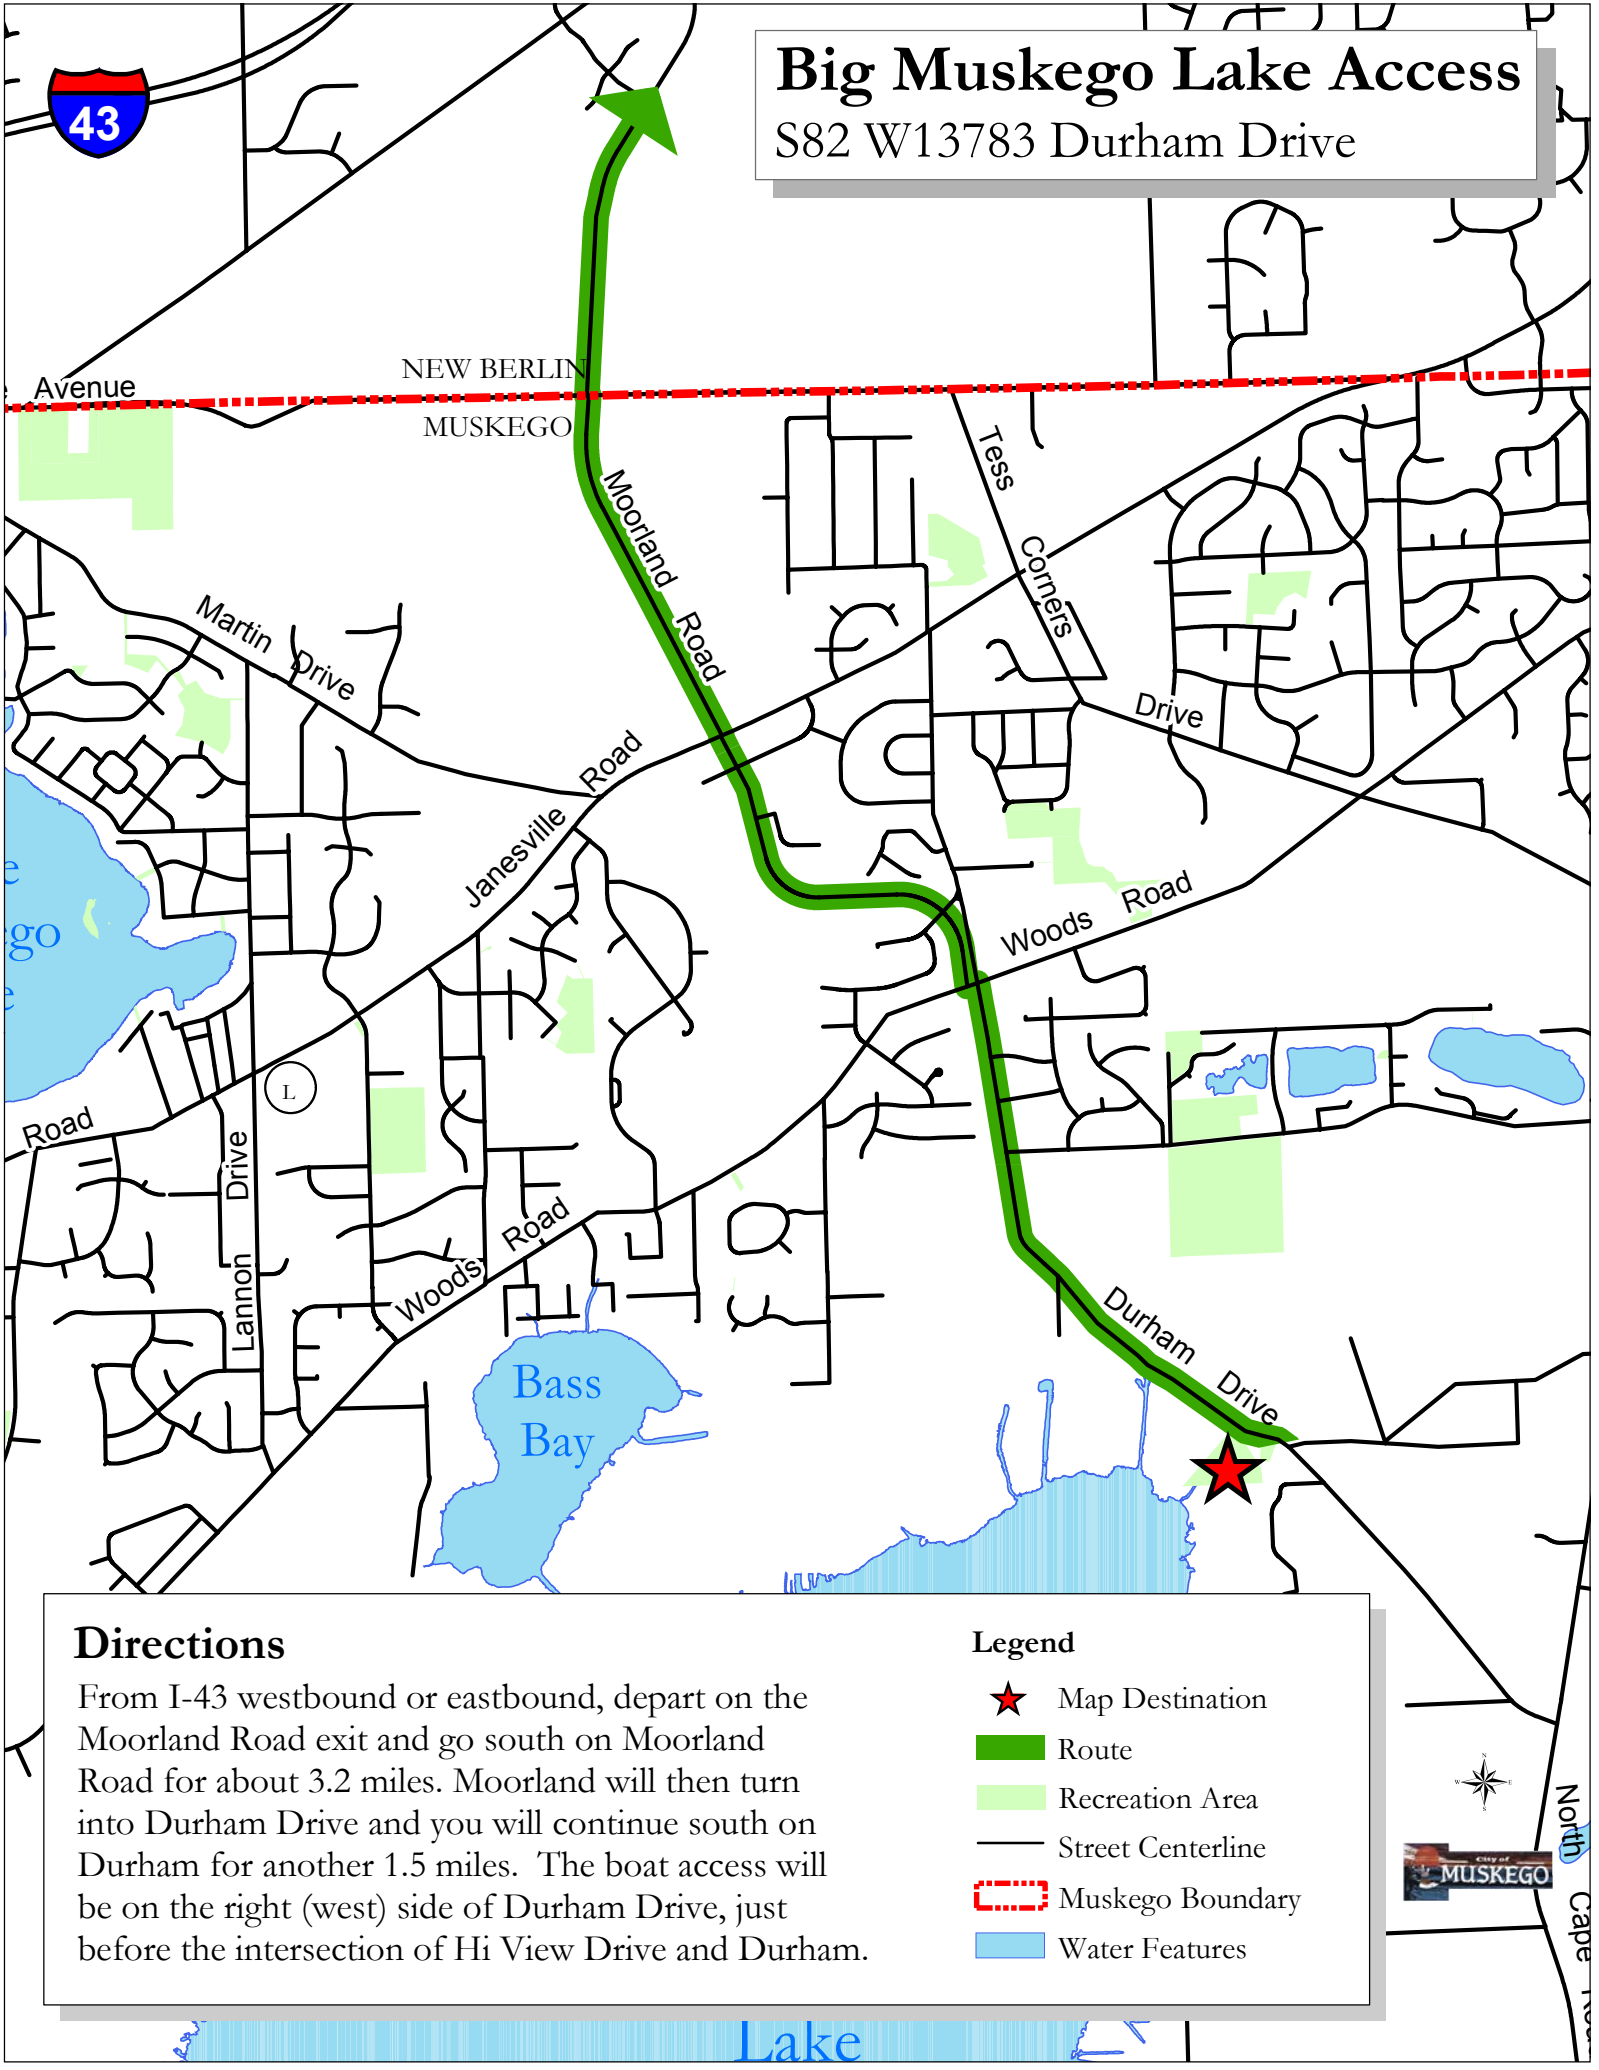 Big Muskego Lake Access
S82 W13783 Durham Drive
43
NEW BERLIN
Avenue
MUSKEGO
Tess
Corners
Drive
Moorland
Road
Martin
Drive
Janesville
Road
Woods
Road
L
Road
Lannon
Drive
Woods
Road
Durham
Drive
Bass
Bay
Directions
From I-43 westbound or eastbound, depart on the
Moorland Road exit and go south on Moorland
Road for about 3.2 miles. Moorland will then turn
into Durham Drive and you will continue south on
Durham for another 1.5 miles.  The boat access will
be on the right (west) side of Durham Drive, just
before the intersection of Hi View Drive and Durham.
Legend
Map Destination
Route
Recreation Area
Street Centerline
Muskego Boundary
Water Features
N
W E
S
City of
MUSKEGO
North
Cape
Lake